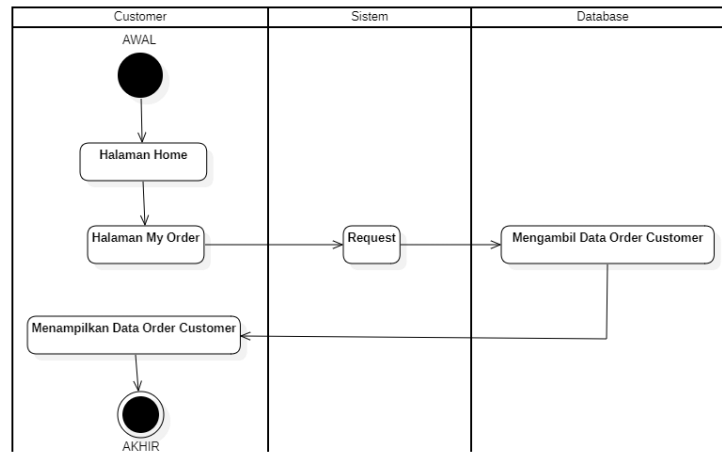 Customer
Sistem
Database
AWAL
Halaman Home
Halaman My Order
Request
Mengambil Data Order Customer
Menampilkan Data Order Customer
AKHIR